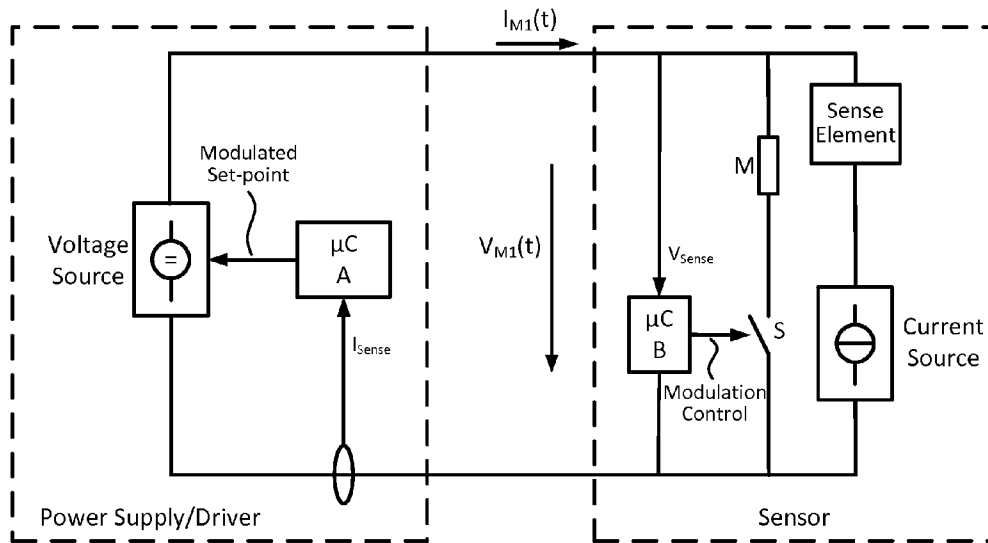 I_M1(t)
Modulated
Set-point
Voltage
Source
=
μC
A
I_Sense
V_M1(t)
V_Sense
μC
B
M
S
Modulation
Control
Sense
Element
Current
Source
Power Supply/Driver
Sensor